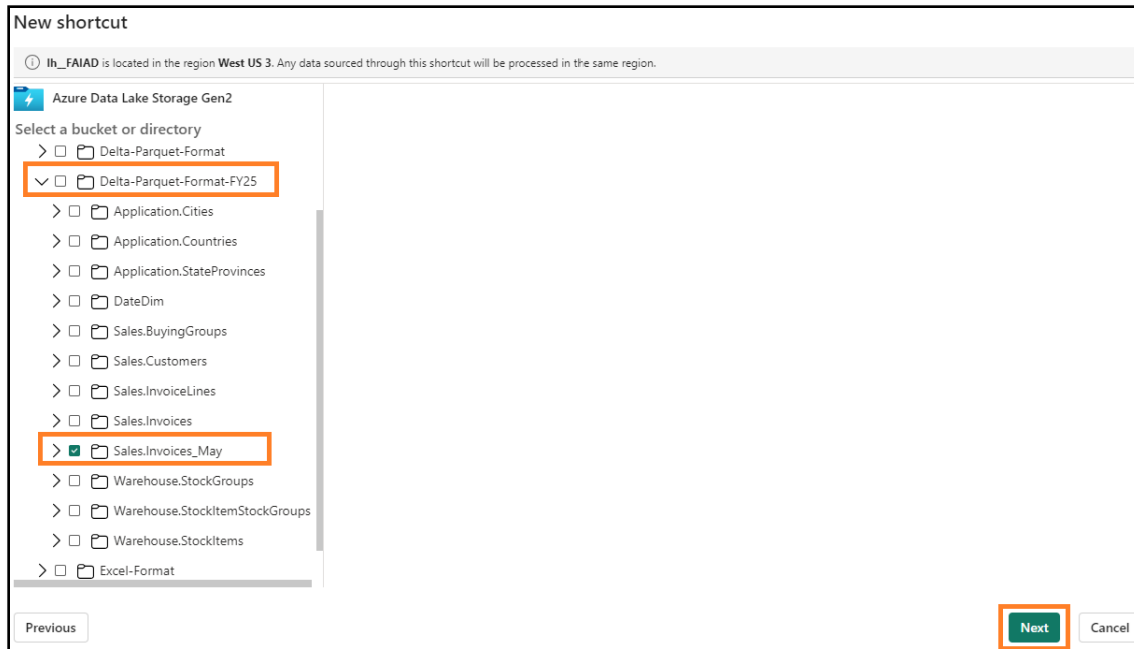 New shortcut
lh_FAIAD is located in the region West US 3. Any data sourced through this shortcut will be processed in the same region.
Azure Data Lake Storage Gen2
Select a bucket or directory
Delta-Parquet-Format
Delta-Parquet-Format-FY25
Application.Cities
Application.Countries
Application.StateProvinces
DateDim
Sales.BuyingGroups
Sales.Customers
Sales.InvoiceLines
Sales.Invoices
Sales.Invoices_May
Warehouse.StockGroups
Warehouse.StockItemStockGroups
Warehouse.StockItems
Excel-Format
Previous Next Cancel